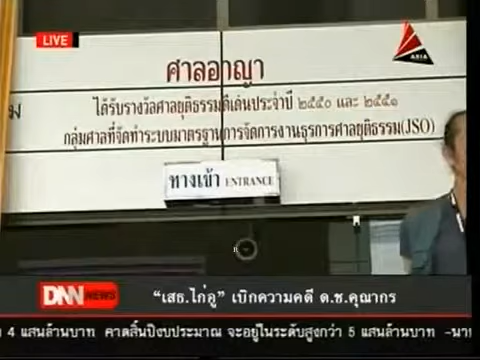 LIVE
ASIA
ศาลอาญา
ได้รับรางวัลศาลยุติธรรมดีเด่นประจำปี ๒๕๕๐ และ ๒๕๕๑
กลุ่มศาลที่จัดทำระบบมาตรฐานการจัดการงานธุรการศาลยุติธรรม(JSO)
ม
ทางเข้า ENTRANCE
DNN NEWS
"เสธ.ไก่อู" เบิกความคดี ด.ช.คุณากร
4 แสนล้านบาท คาดสิ้นปีงบประมาณ จะอยู่ในระดับสูงกว่า 5 แสนล้านบาท -นาย